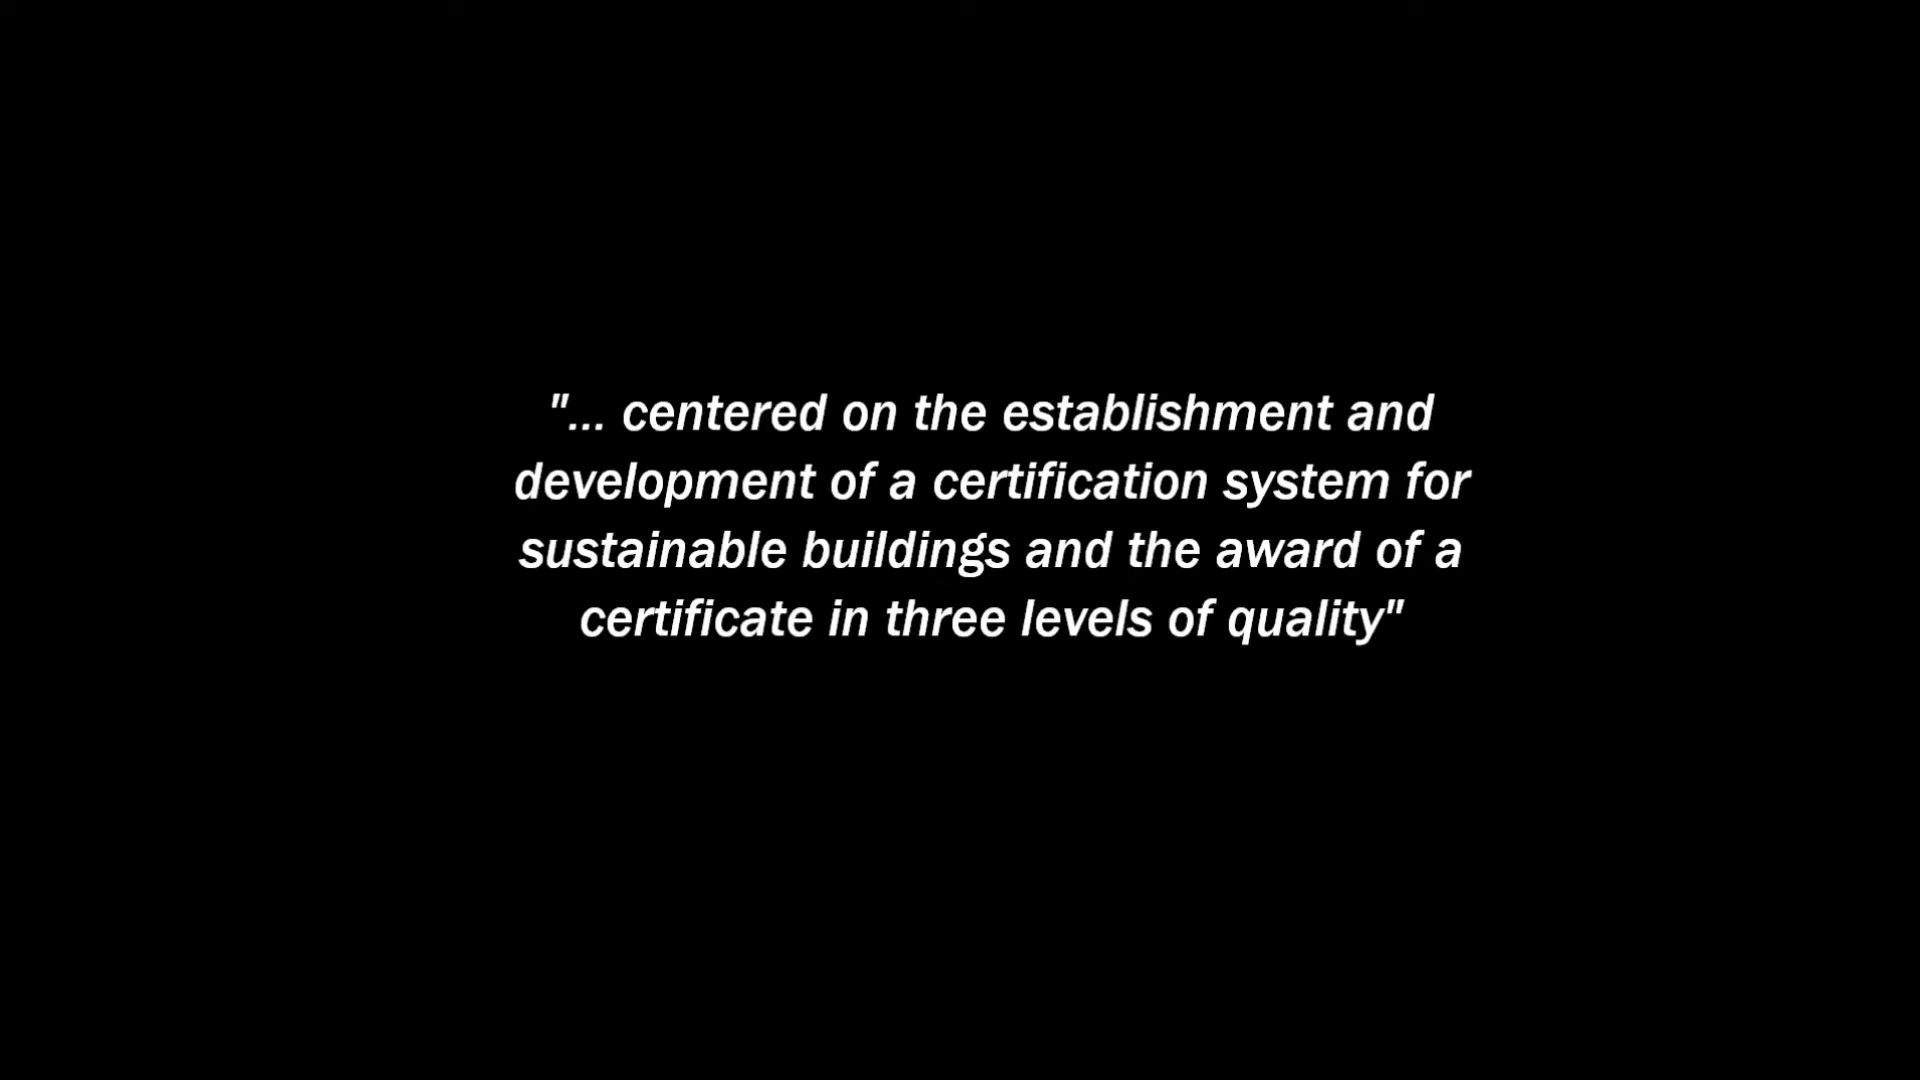 "... centered on the establishment and
development of a certification system for
sustainable buildings and the award of a
certificate in three levels of quality"